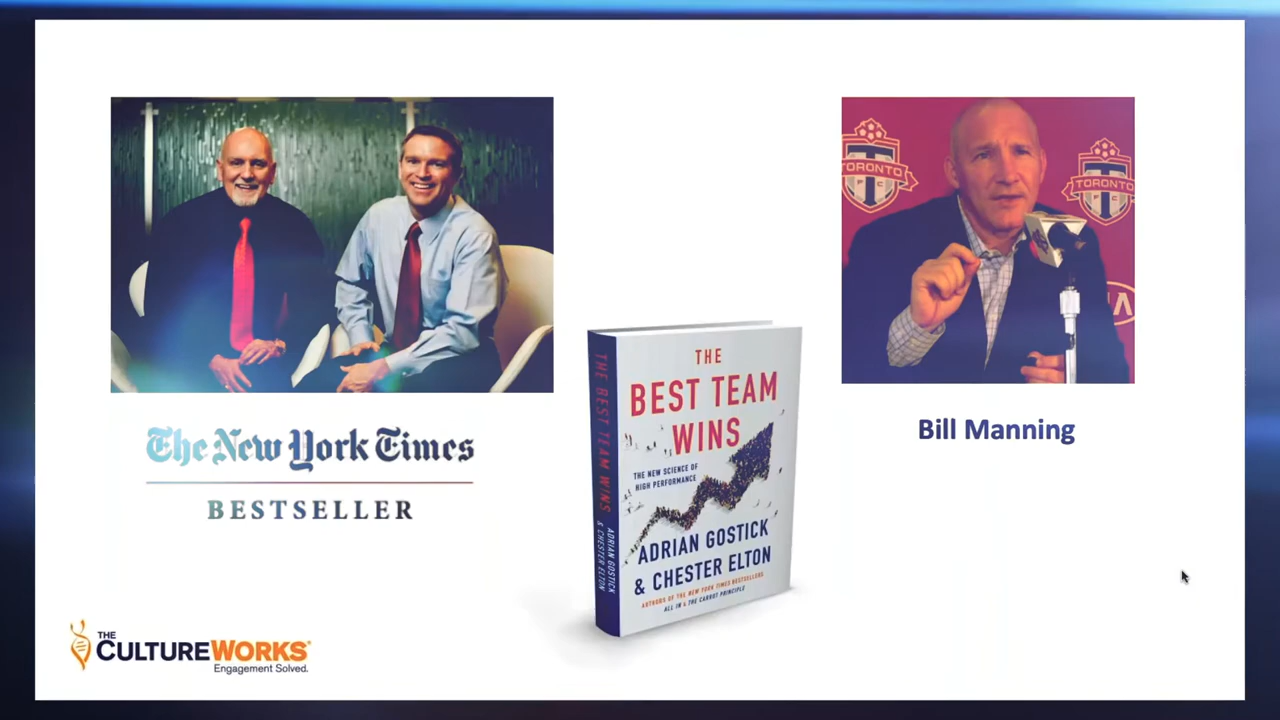 The New York Times
BESTSELLER
THE
CULTUREWORKS
Engagement Solved.
THE BEST TEAM WINS
ADRIAN GOSTICK
& CHESTER ELTON
THE
BEST TEAM
WINS
THE NEW SCIENCE OF
HIGH PERFORMANCE
ADRIAN GOSTICK
& CHESTER ELTON
AUTHORS OF THE NEW YORK TIMES BESTSELLERS
ALL IN & THE CARROT PRINCIPLE
TORONTO
FC
TORONTO
FC
Bill Manning